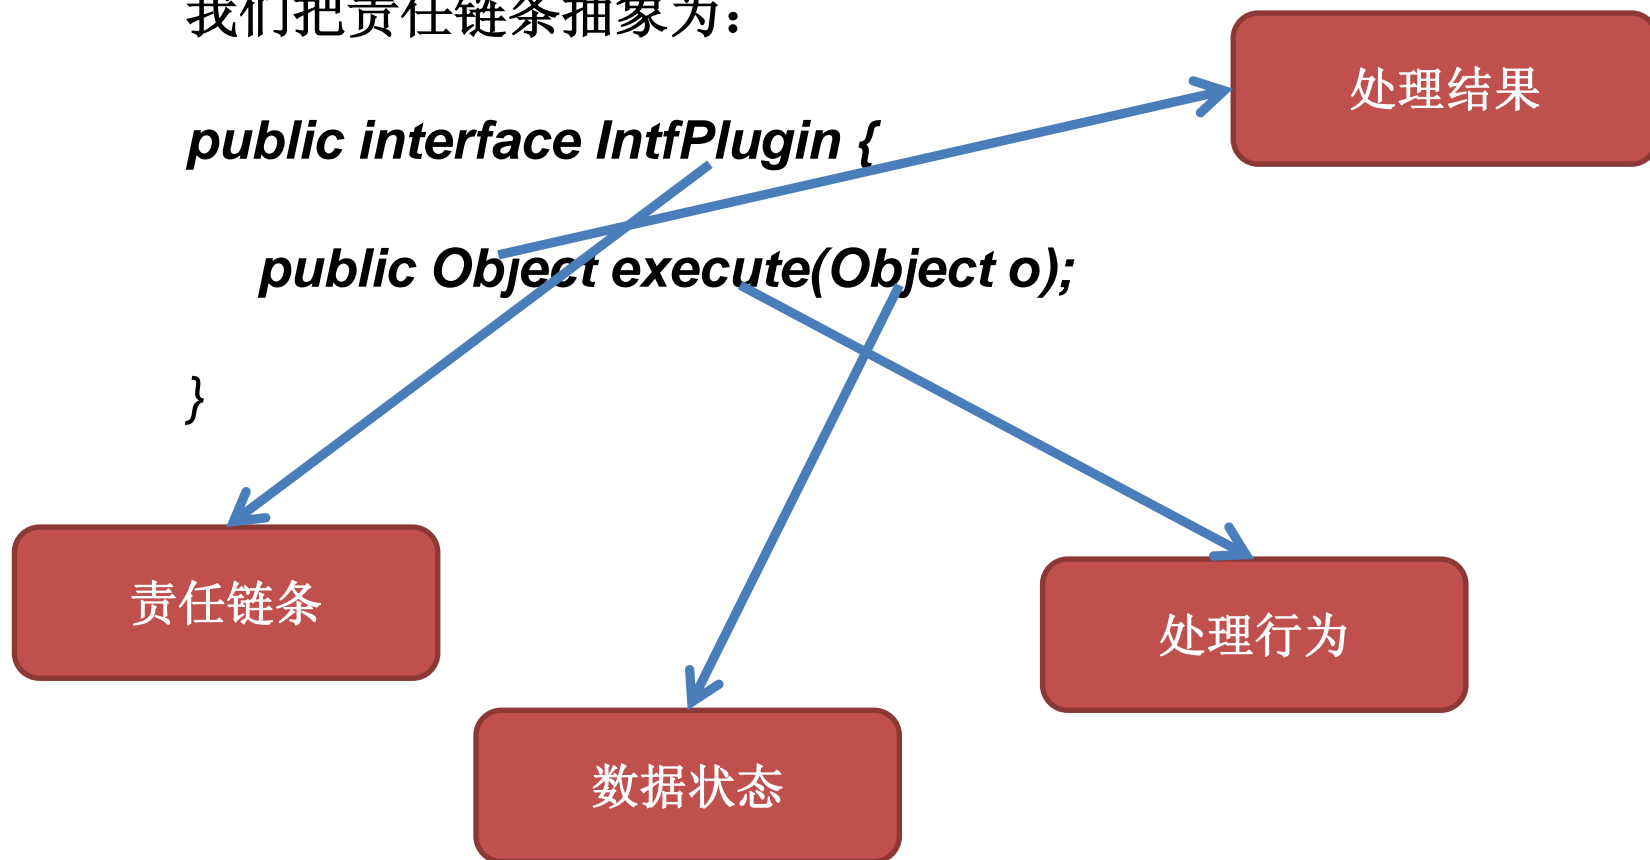 我们把责任链条抽象为：
处理结果
public interface IntfPlugin {
public Object execute(Object o);
}
责任链条
处理行为
数据状态